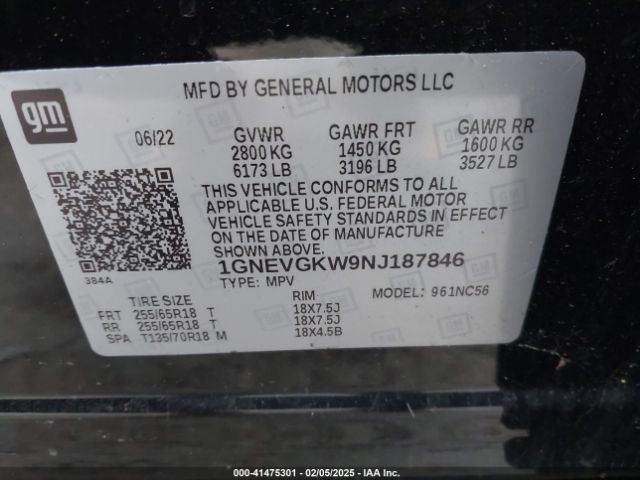 MFD BY GENERAL MOTORS LLC
gm
06/22 GVWR GAWR FRT GAWR RR
2800 KG 1450 KG 1600 KG
6173 LB 3196 LB 3527 LB
THIS VEHICLE CONFORMS TO ALL
APPLICABLE U.S. FEDERAL MOTOR
VEHICLE SAFETY STANDARDS IN EFFECT
ON THE DATE OF MANUFACTURE
SHOWN ABOVE.
384A
1GNEVGKW9NJ187846
TYPE: MPV MODEL: 961NC56
TIRE SIZE RIM
FRT 255/65R18 T 18X7.5J
RR 255/65R18 T 18X7.5J
SPA T135/70R18 M 18X4.5B
000-41475301 - 02/05/2025 - IAA Inc.